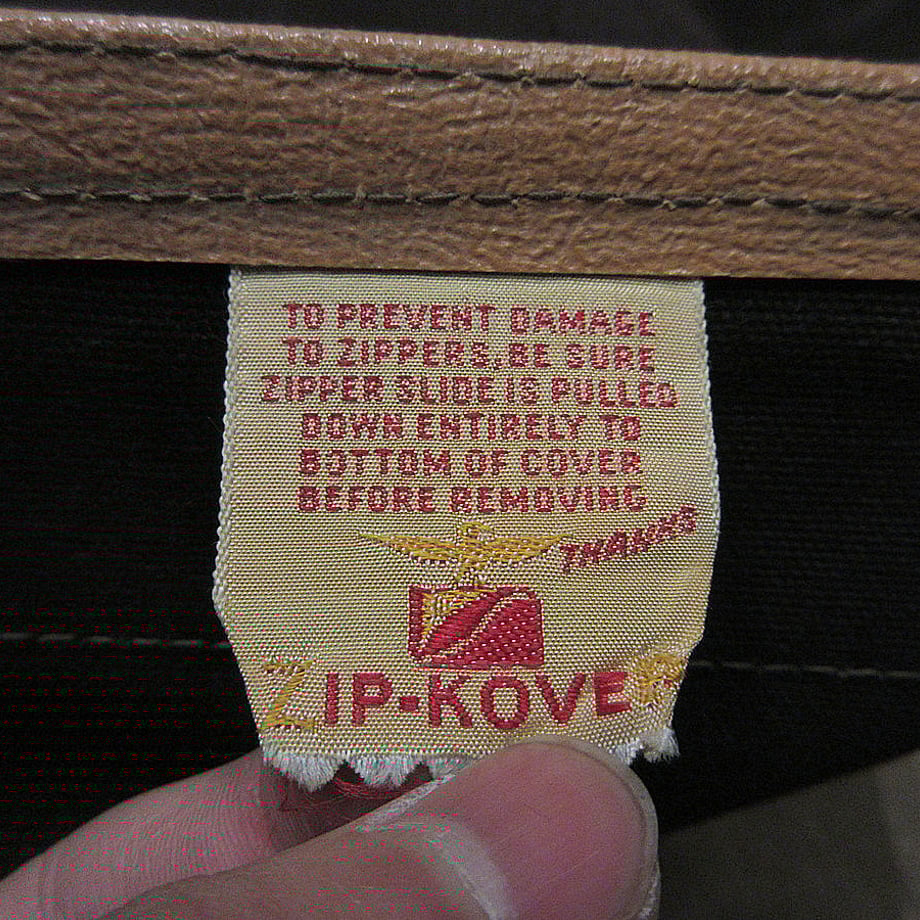 TO PREVENT DAMAGE
TO ZIPPERS, BE SURE
ZIPPER SLIDE IS PULLED
DOWN ENTIRELY TO
BOTTOM OF COVER
BEFORE REMOVING
THANKS
ZIP-KOVER